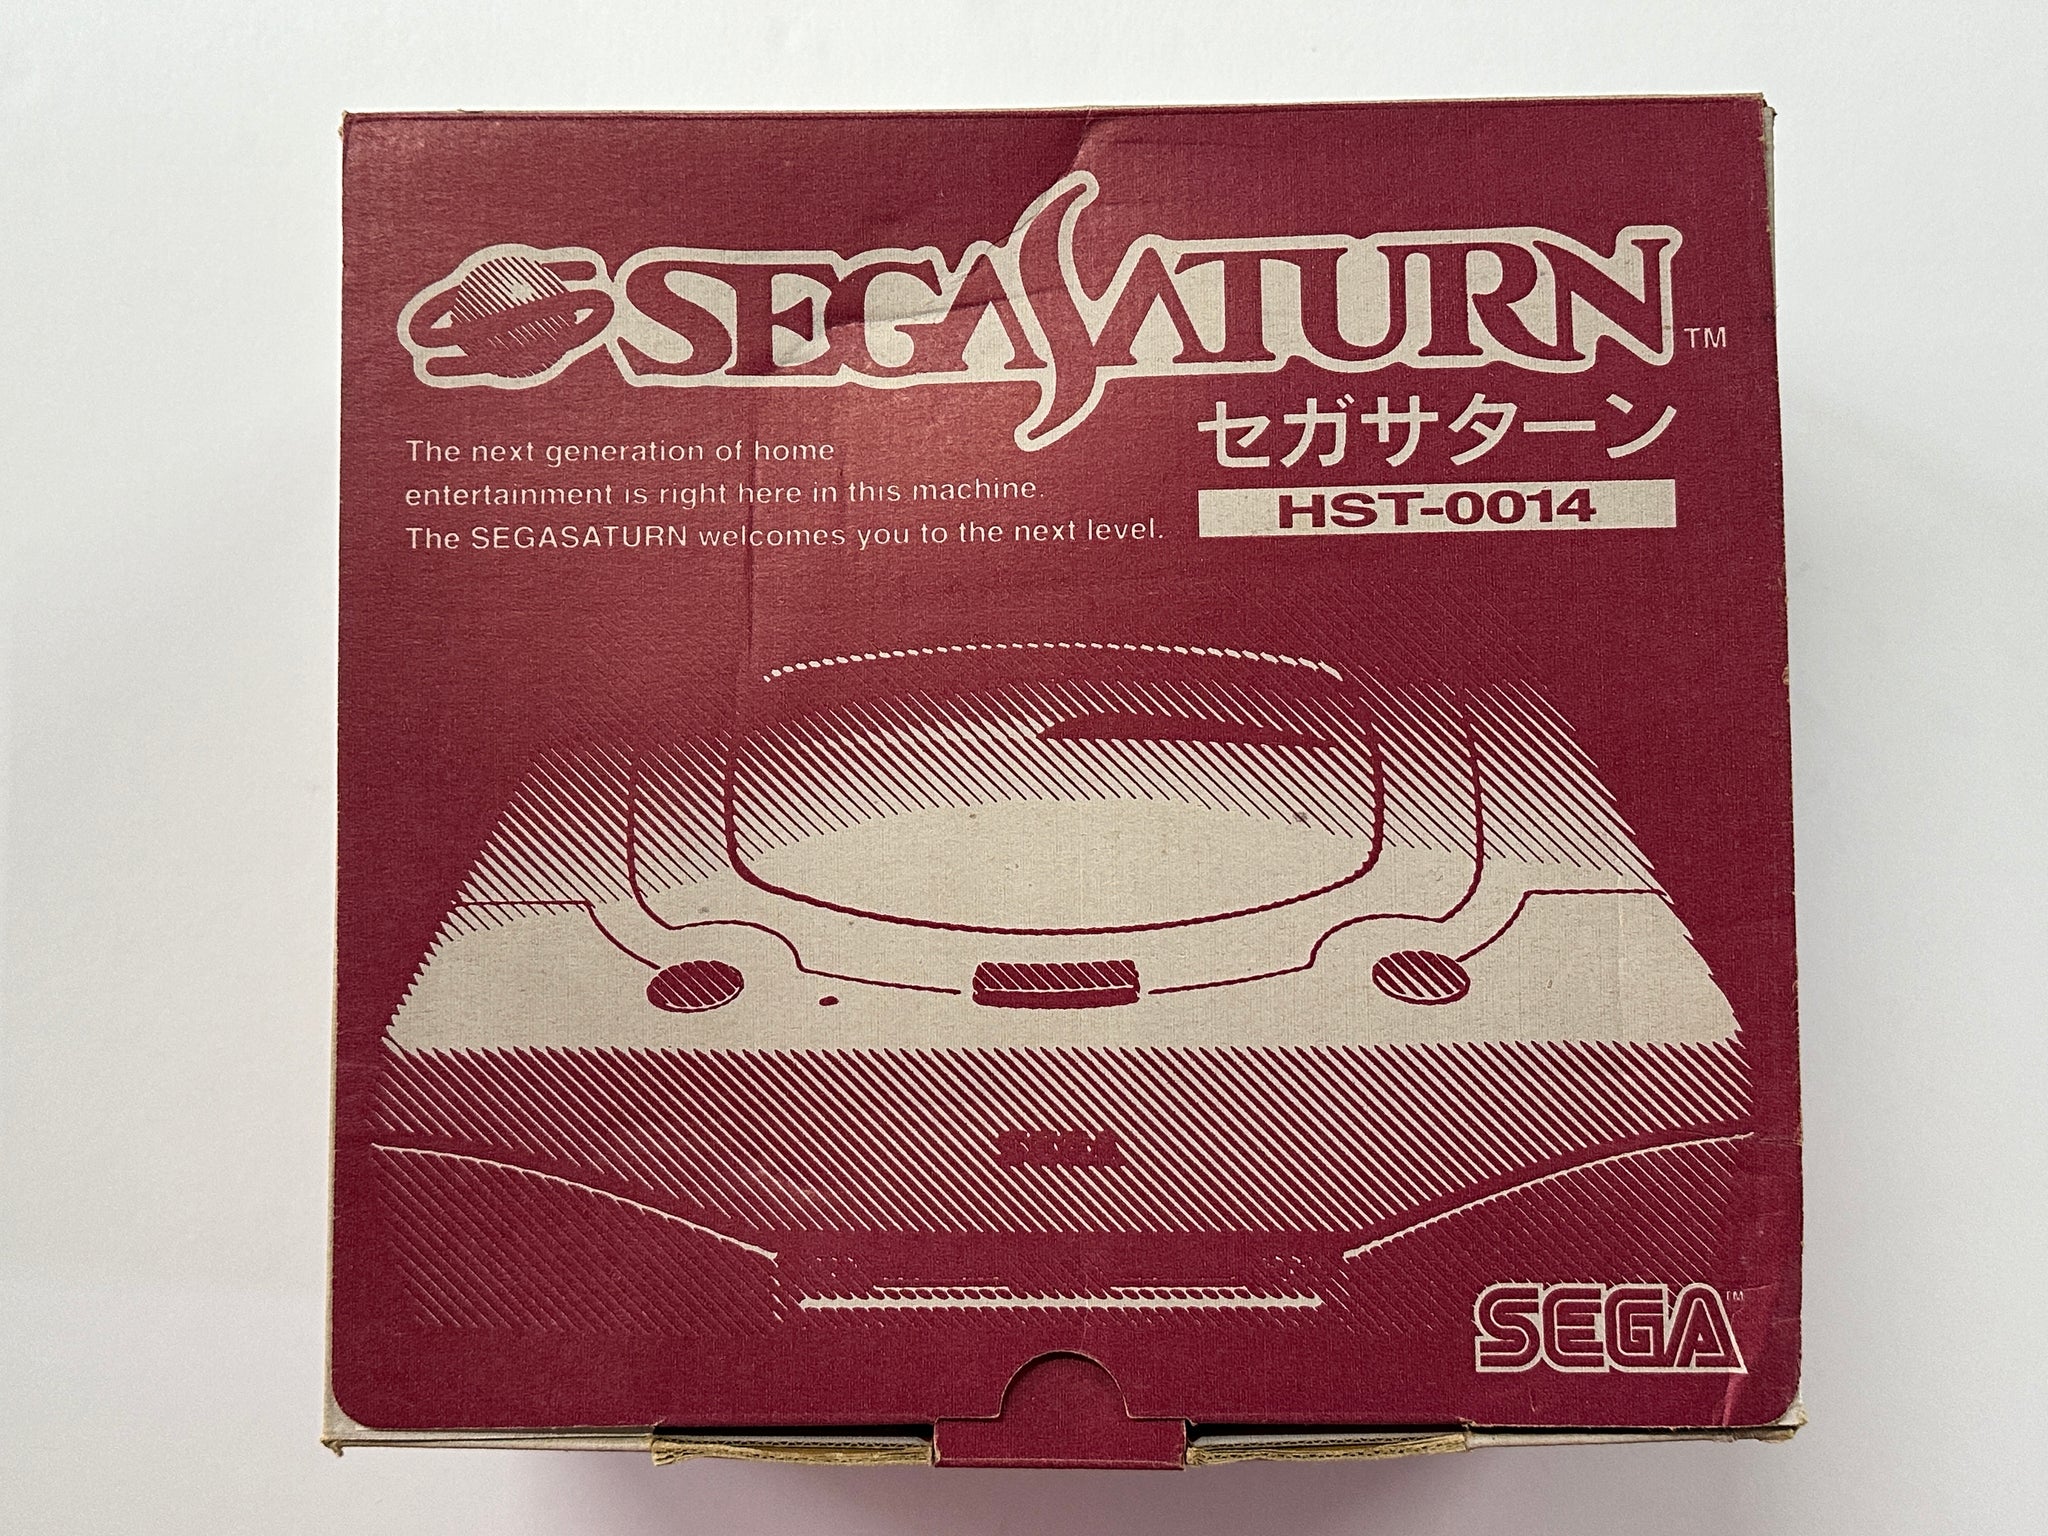 SEGASATURN TM
セガサターン
The next generation of home
entertainment is right here in this machine.
The SEGASATURN welcomes you to the next level.
HST-0014
SEGA
SEGA TM